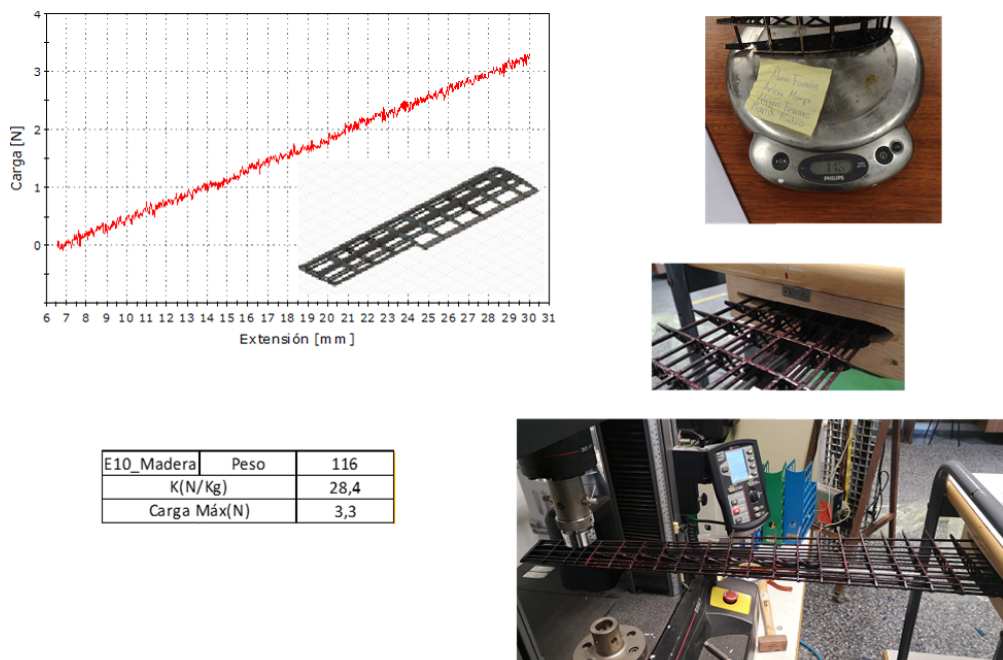 4
3
2
1
0
Carga [N]
6 7 8 9 10 11 12 13 14 15 16 17 18 19 20 21 22 23 24 25 26 27 28 29 30 31
Extensión [mm]
PHILIPS
E10_Madera Peso 116
K(N/Kg) 28,4
Carga Máx(N) 3,3